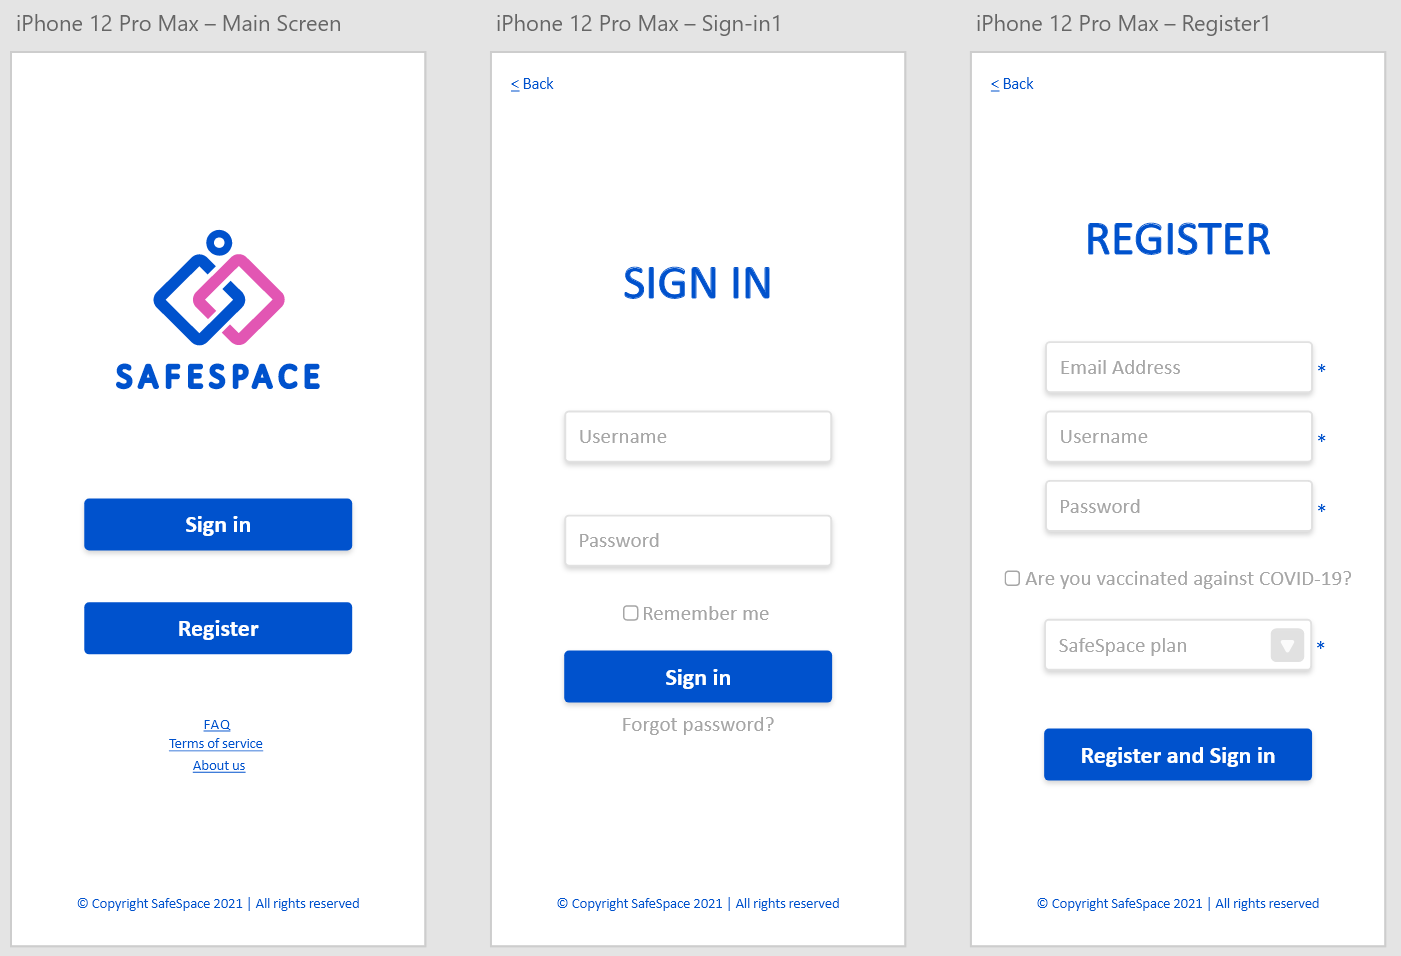 iPhone 12 Pro Max – Main Screen
SAFESPACE
Sign in
Register
FAQ
Terms of service
About us
© Copyright SafeSpace 2021 | All rights reserved
iPhone 12 Pro Max – Sign-in1
< Back
SIGN IN
Username
Password
Remember me
Sign in
Forgot password?
© Copyright SafeSpace 2021 | All rights reserved
iPhone 12 Pro Max – Register1
< Back
REGISTER
Email Address *
Username *
Password *
Are you vaccinated against COVID-19?
SafeSpace plan *
Register and Sign in
© Copyright SafeSpace 2021 | All rights reserved